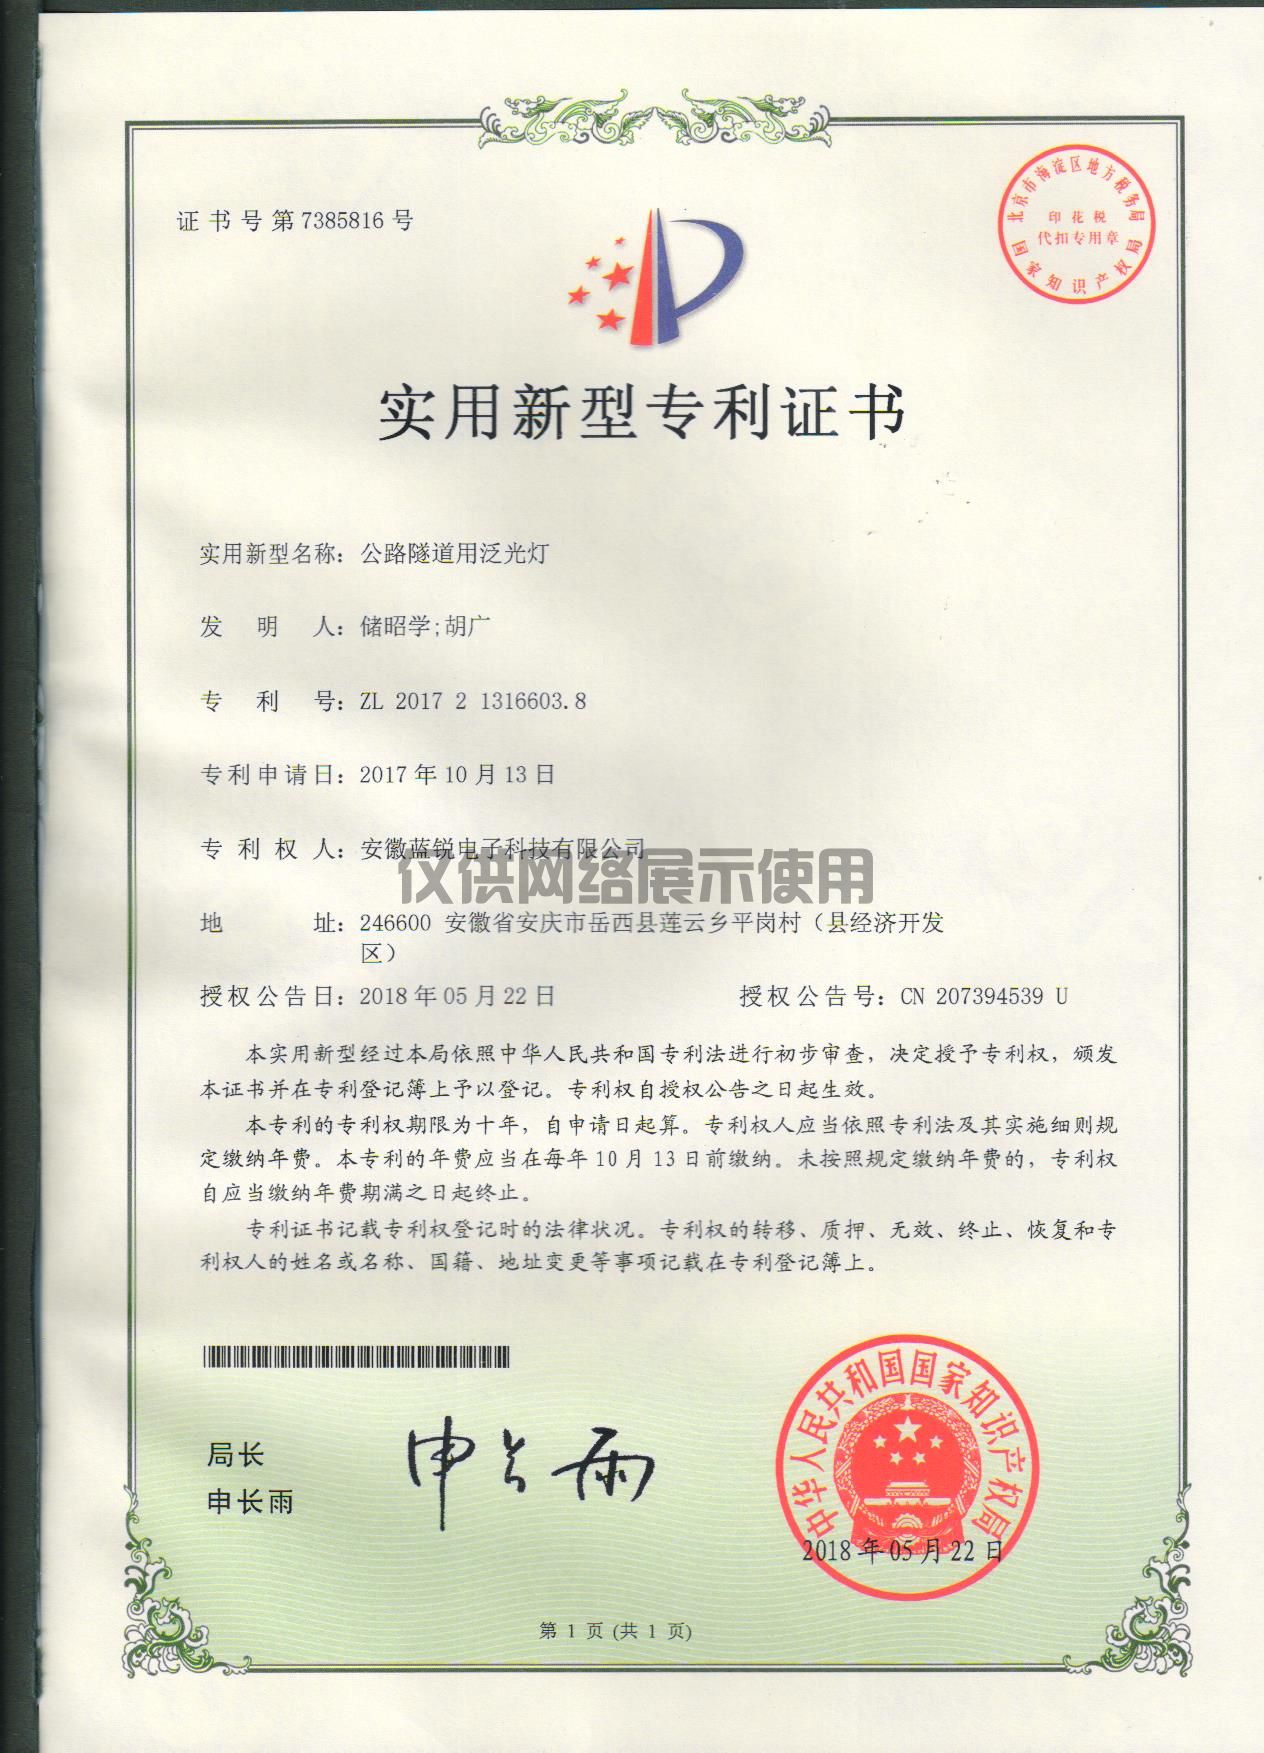 证书号第7385816号
北京市海淀区地方税务局
印花税
代扣专用章
国家知识产权局
实用新型专利证书
实用新型名称：公路隧道用泛光灯
发明人：储昭学;胡广
专利号：ZL 2017 2 1316603.8
专利申请日：2017年10月13日
专利权人：安徽蓝锐电子科技有限公司
仅供网络展示使用
地址：246600 安徽省安庆市岳西县莲云乡平岗村（县经济开发
区）
授权公告日：2018年05月22日 授权公告号：CN 207394539 U
本实用新型经过本局依照中华人民共和国专利法进行初步审查，决定授予专利权，颁发
本证书并在专利登记簿上予以登记。专利权自授权公告之日起生效。
本专利的专利权期限为十年，自申请日起算。专利权人应当依照专利法及其实施细则规
定缴纳年费。本专利的年费应当在每年10月13日前缴纳。未按照规定缴纳年费的，专利权
自应当缴纳年费期满之日起终止。
专利证书记载专利权登记时的法律状况。专利权的转移、质押、无效、终止、恢复和专
利权人的姓名或名称、国籍、地址变更等事项记载在专利登记簿上。
局长
申长雨
申长雨
中华人民共和国国家知识产权局
2018年05月22日
第 1 页 (共 1 页)